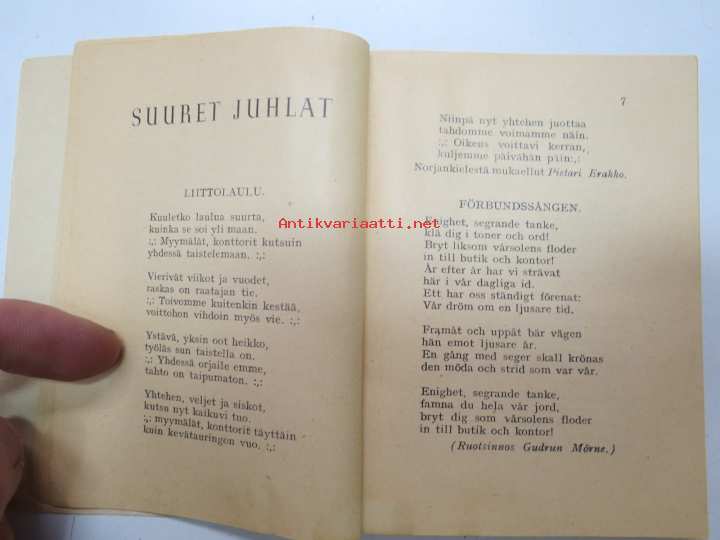 SUURET JUHLAT
LIITTOLAULU.
Kuuletko laulua suurta,
kuinka se soi yli maan.
:,: Myymälät, konttorit kutsuin
yhdessä taistelemaan. :,:
Vierivät viikot ja vuodet,
raskas on raatajan tie.
:,: Toivomme kuitenkin kestää,
voittohon vihdoin myös vie. :,:
Ystävä, yksin oot heikko,
työläs sun taistella on.
:,: Yhdessä orjaile emme,
tahto on taipumaton. :,:
Yhtehen, veljet ja siskot,
kutsu nyt kaikuvi tuo.
:,: myymälät, konttorit täyttäin
kuin kevätauringon vuo. :,:
7
Niinpä nyt yhtehen juottaa
tahdomme voimamme näin.
:,: Oikeus voittavi kerran,
kuljemme päivähän päin:,:
Norjankielestä mukaellut Pietari Erakko.
FÖRBUNDSSÅNGEN.
Enighet, segrande tanke,
klä dig i toner och ord!
Bryt liksom vårsolens floder
in till butik och kontor!
År efter år har vi strävat
här i vår dagliga id.
Ett har oss ständigt förenat:
Vår dröm om en ljusare tid.
Framåt och uppåt bär vägen
hän emot ljusare år.
En gång med seger skall krönas
den möda och strid som var vår.
Enighet, segrande tanke,
famna du hela vår jord,
bryt dig som vårsolens floder
in till butik och kontor!
(Ruotsinnos Gudrun Mörne.)
Antikvariaatti.net